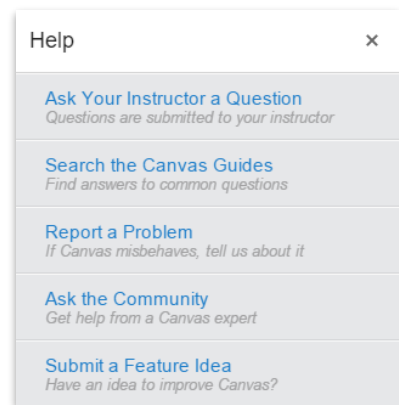 Help ×
Ask Your Instructor a Question
Questions are submitted to your instructor
Search the Canvas Guides
Find answers to common questions
Report a Problem
If Canvas misbehaves, tell us about it
Ask the Community
Get help from a Canvas expert
Submit a Feature Idea
Have an idea to improve Canvas?